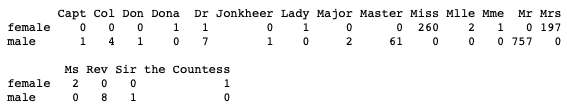 Capt Col Don Dona Dr Jonkheer Lady Major Master Miss Mlle Mme Mr Mrs
female 0 0 0 1 1 0 1 0 0 260 2 1 0 197
male 1 4 1 0 7 1 0 2 61 0 0 0 757 0
Ms Rev Sir the Countess
female 2 0 0 1
male 0 8 1 0